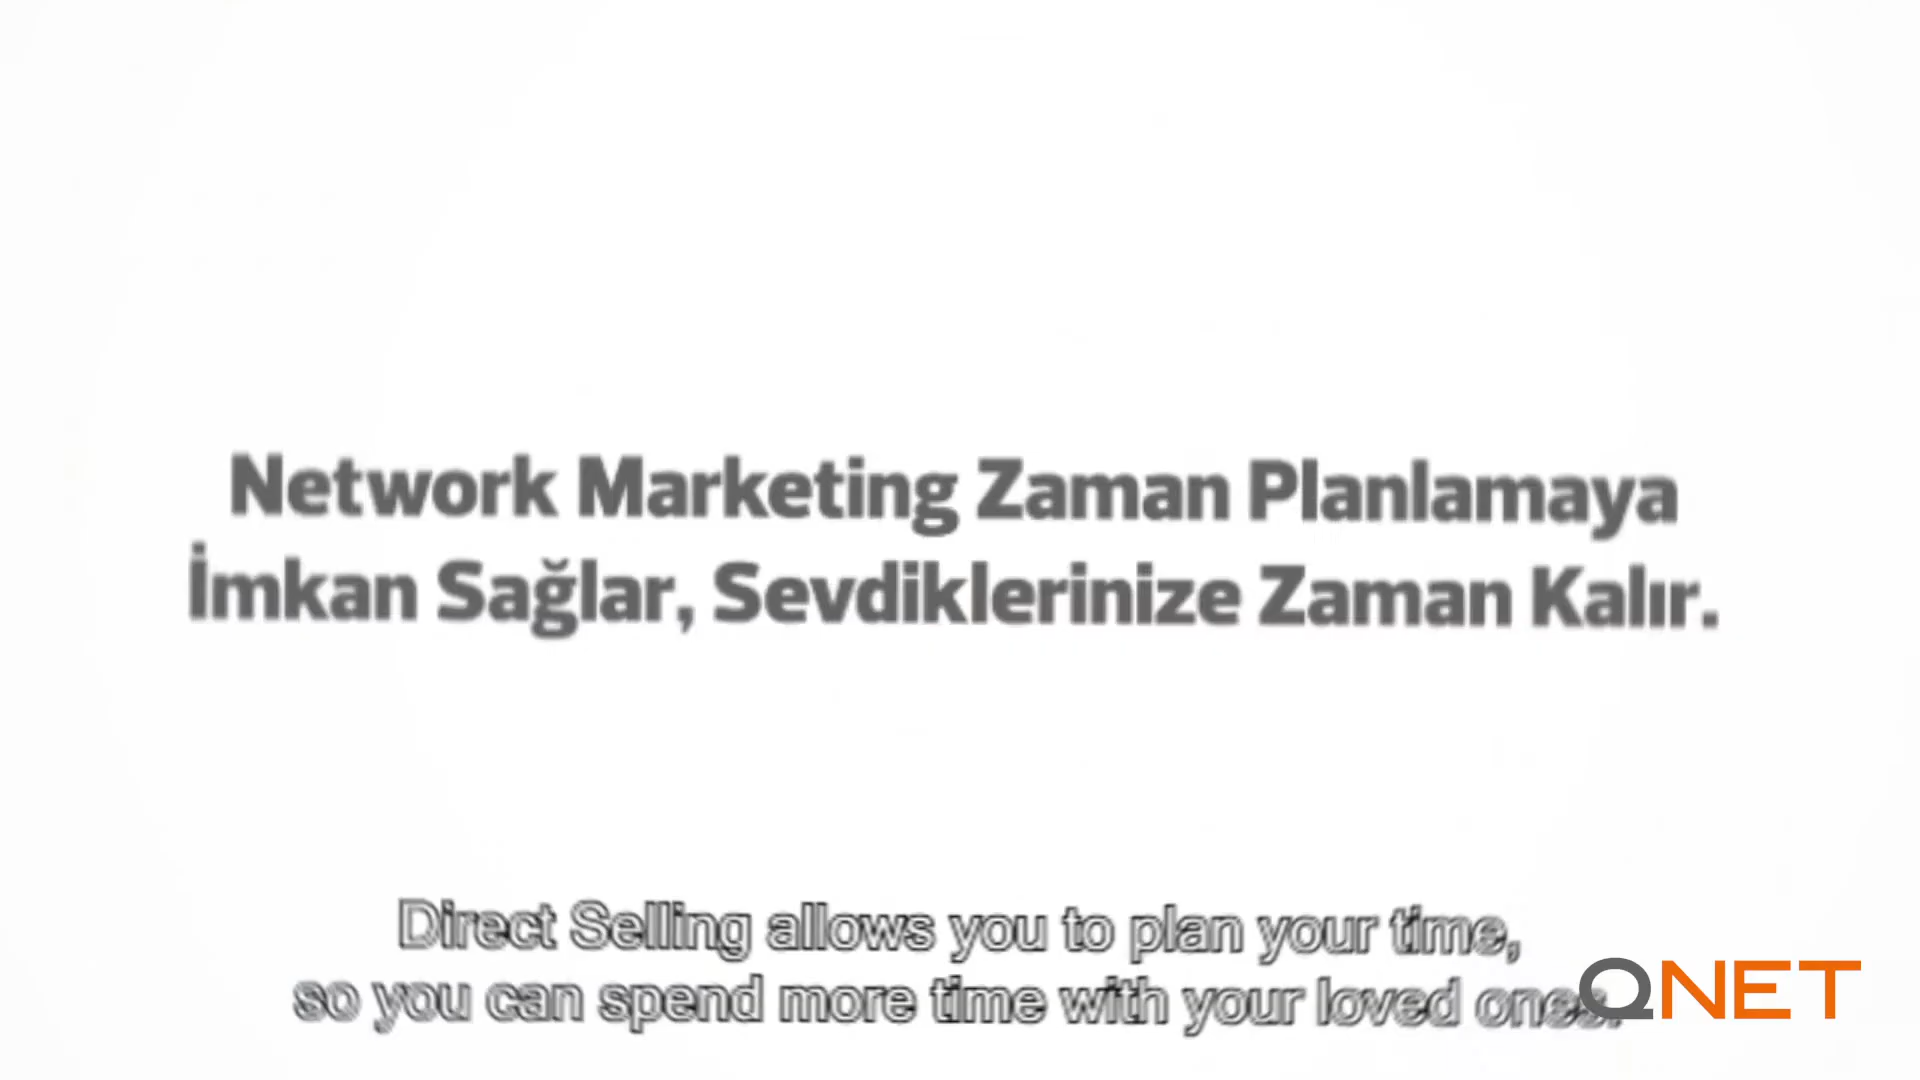 Network Marketing Zaman Planlamaya
İmkan Sağlar, Sevdiklerinize Zaman Kalır.
Direct Selling allows you to plan your time,
so you can spend more time with your loved ones.
QNET